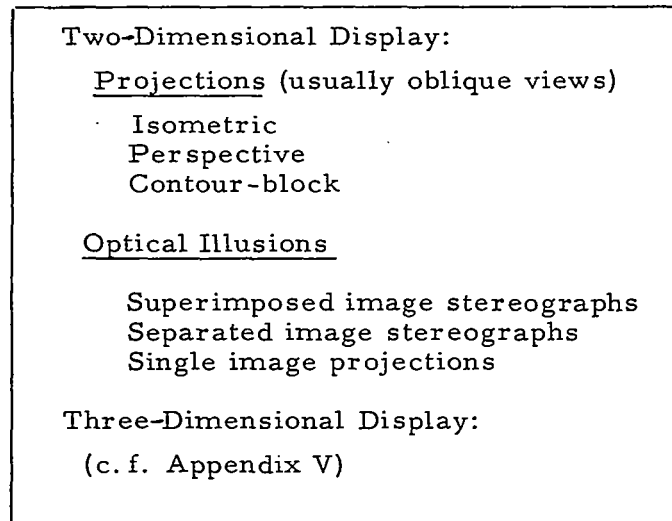 Two-Dimensional Display:
Projections (usually oblique views)
Isometric
Perspective
Contour-block
Optical Illusions
Superimposed image stereographs
Separated image stereographs
Single image projections
Three-Dimensional Display:
(c.f. Appendix V)